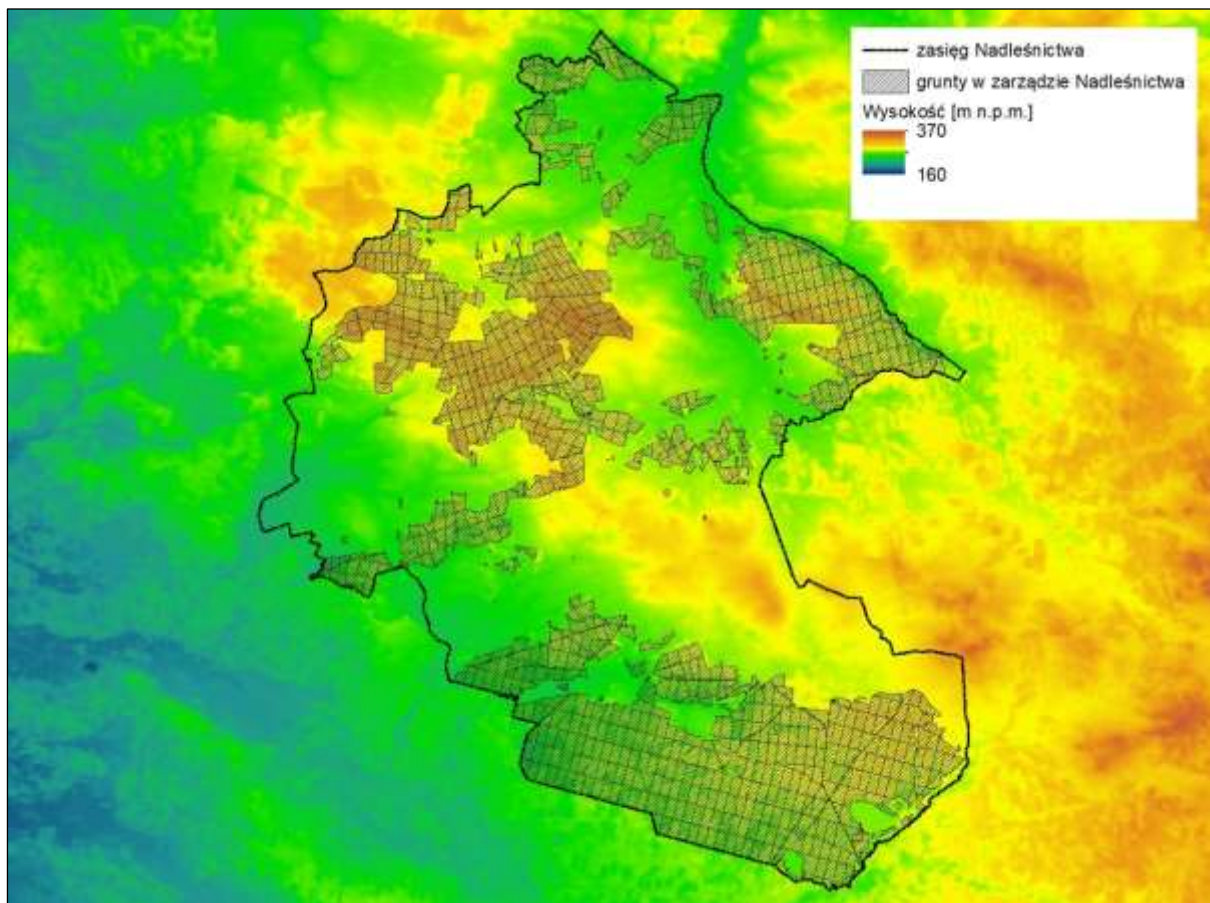 zasięg Nadleśnictwa
grunty w zarządzie Nadleśnictwa
Wysokość [m n.p.m.]
370
160